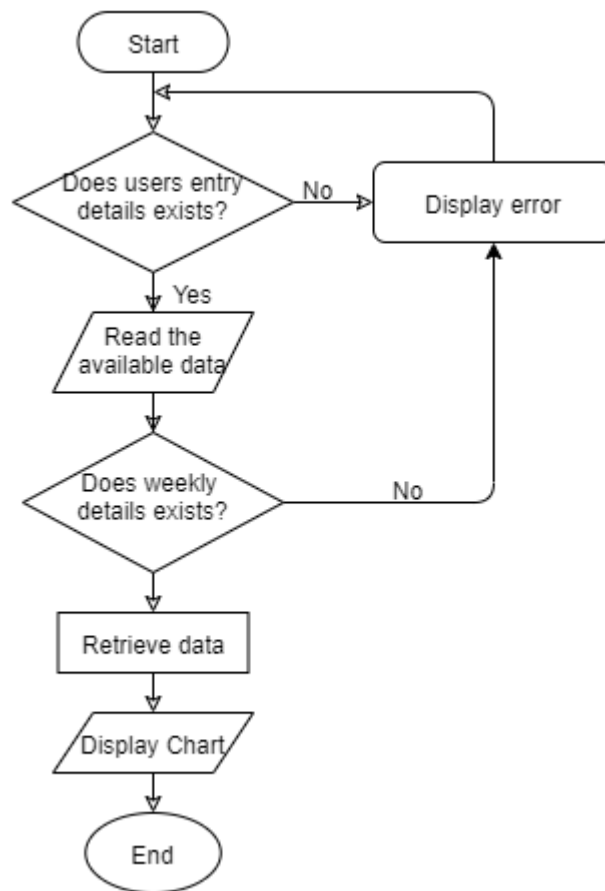 Start
Does users entry
details exists?
No
Display error
Yes
Read the
available data
Does weekly
details exists?
No
Retrieve data
Display Chart
End